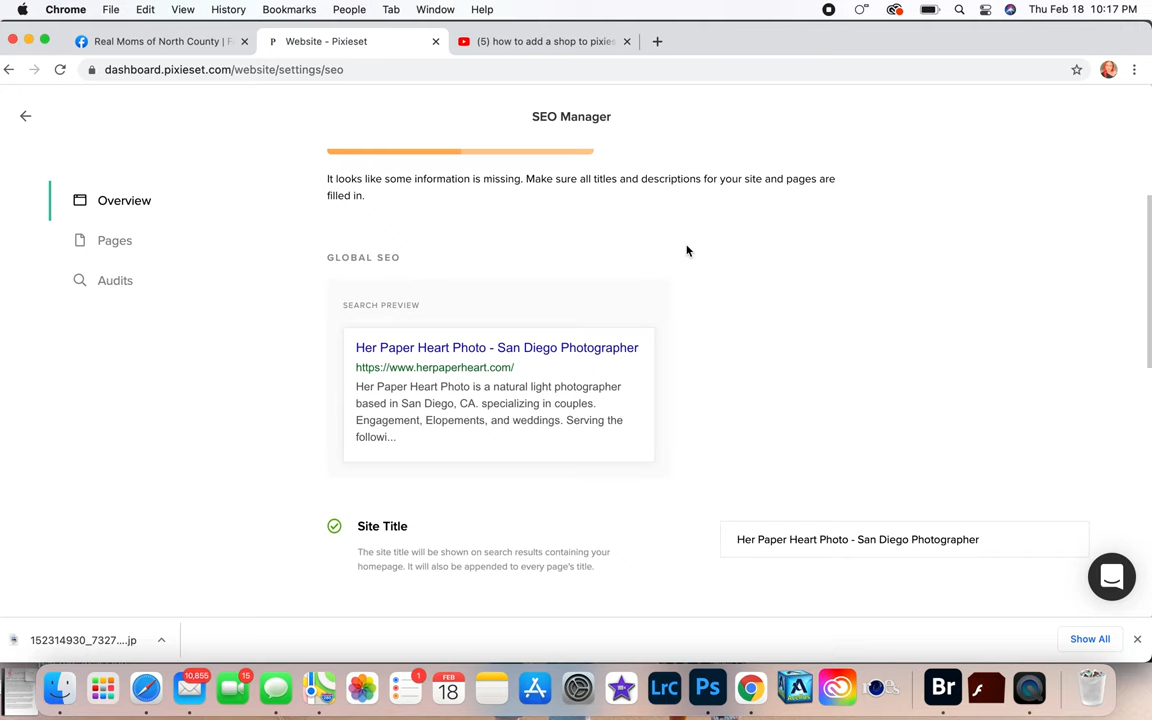 Chrome File Edit View History Bookmarks People Tab Window Help Thu Feb 18 10:17 PM
Real Moms of North County | F Website - Pixieset (5) how to add a shop to pixies
dashboard.pixieset.com/website/settings/seo
SEO Manager
It looks like some information is missing. Make sure all titles and descriptions for your site and pages are
filled in.
Overview
Pages
Audits
GLOBAL SEO
SEARCH PREVIEW
Her Paper Heart Photo - San Diego Photographer
https://www.herpaperheart.com/
Her Paper Heart Photo is a natural light photographer
based in San Diego, CA. specializing in couples.
Engagement, Elopements, and weddings. Serving the
followi...
Site Title
Her Paper Heart Photo - San Diego Photographer
The site title will be shown on search results containing your
homepage. It will also be appended to every page's title.
152314930_7327....jp
Show All
10,855
15
1
FEB
18
LrC
Ps
Br